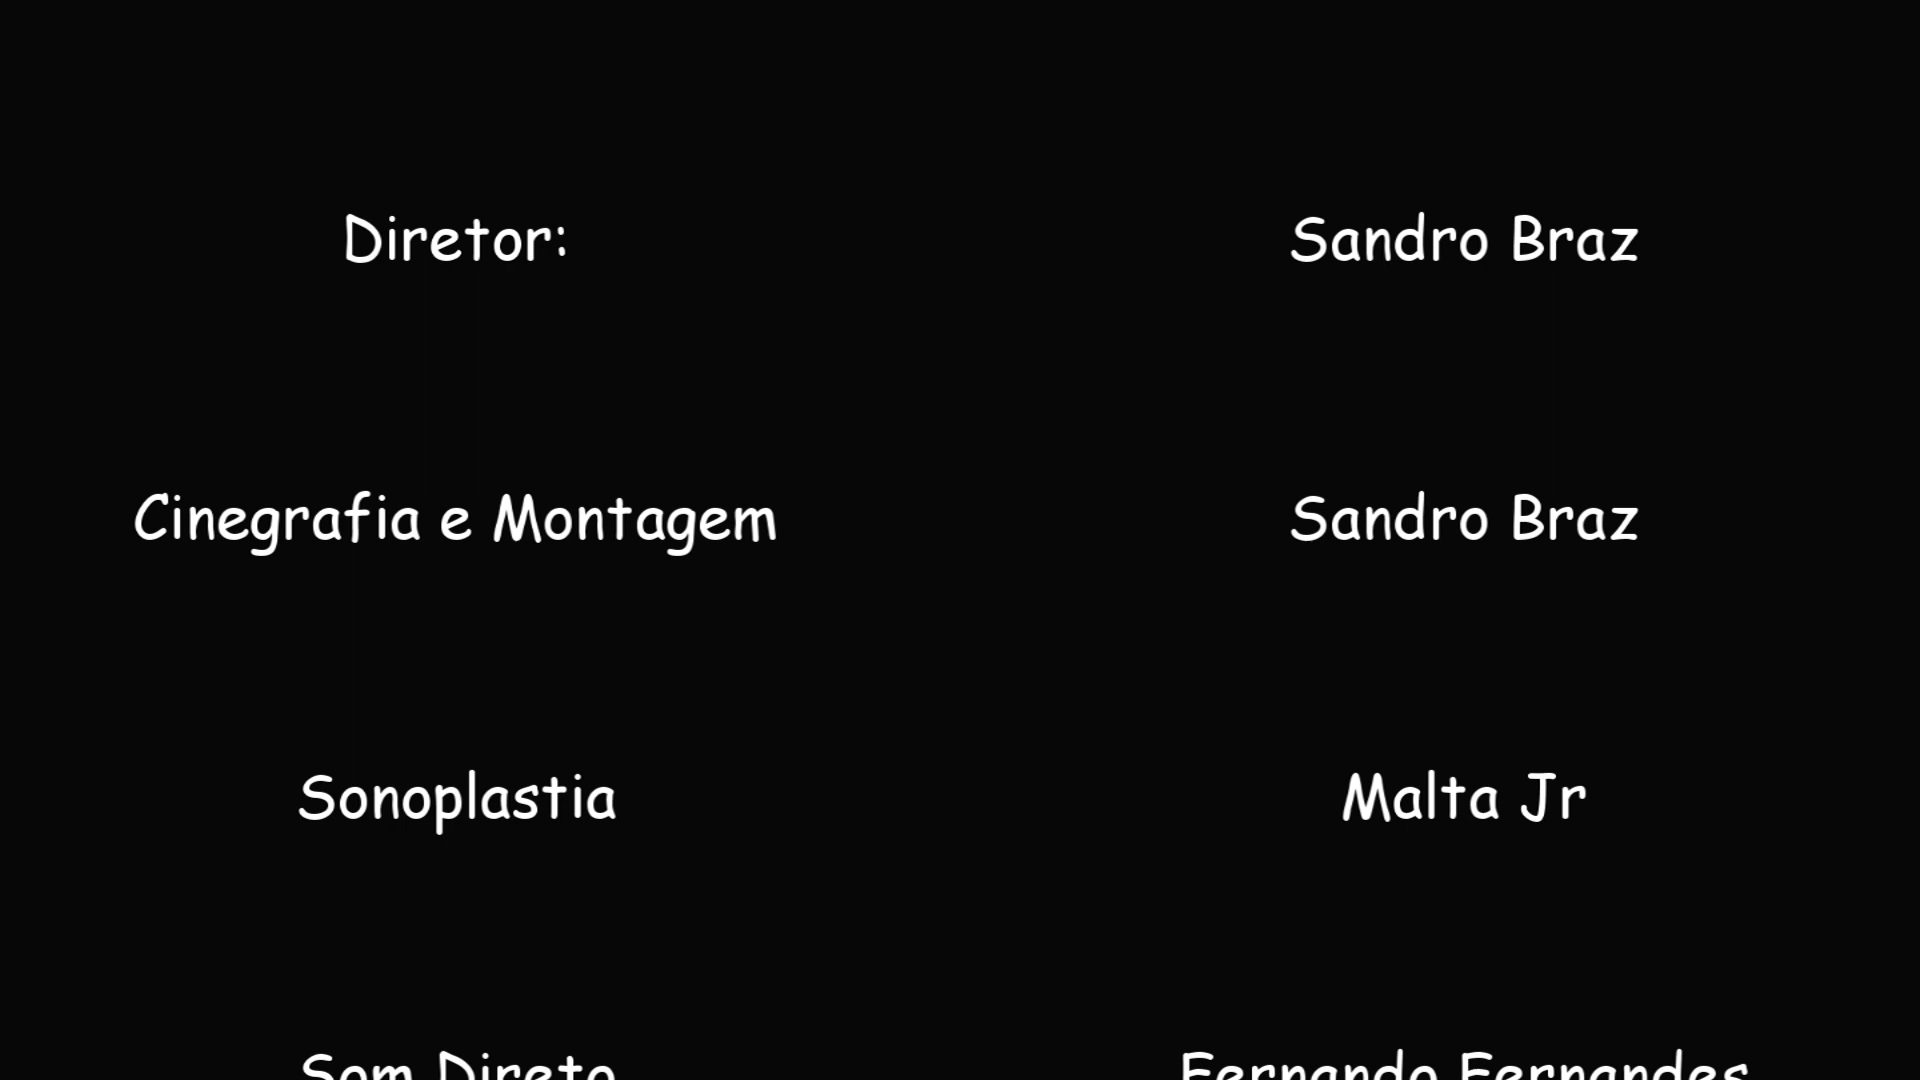 Diretor: Sandro Braz
Cinegrafia e Montagem Sandro Braz
Sonoplastia Malta Jr
Som Direto Fernando Fernandes